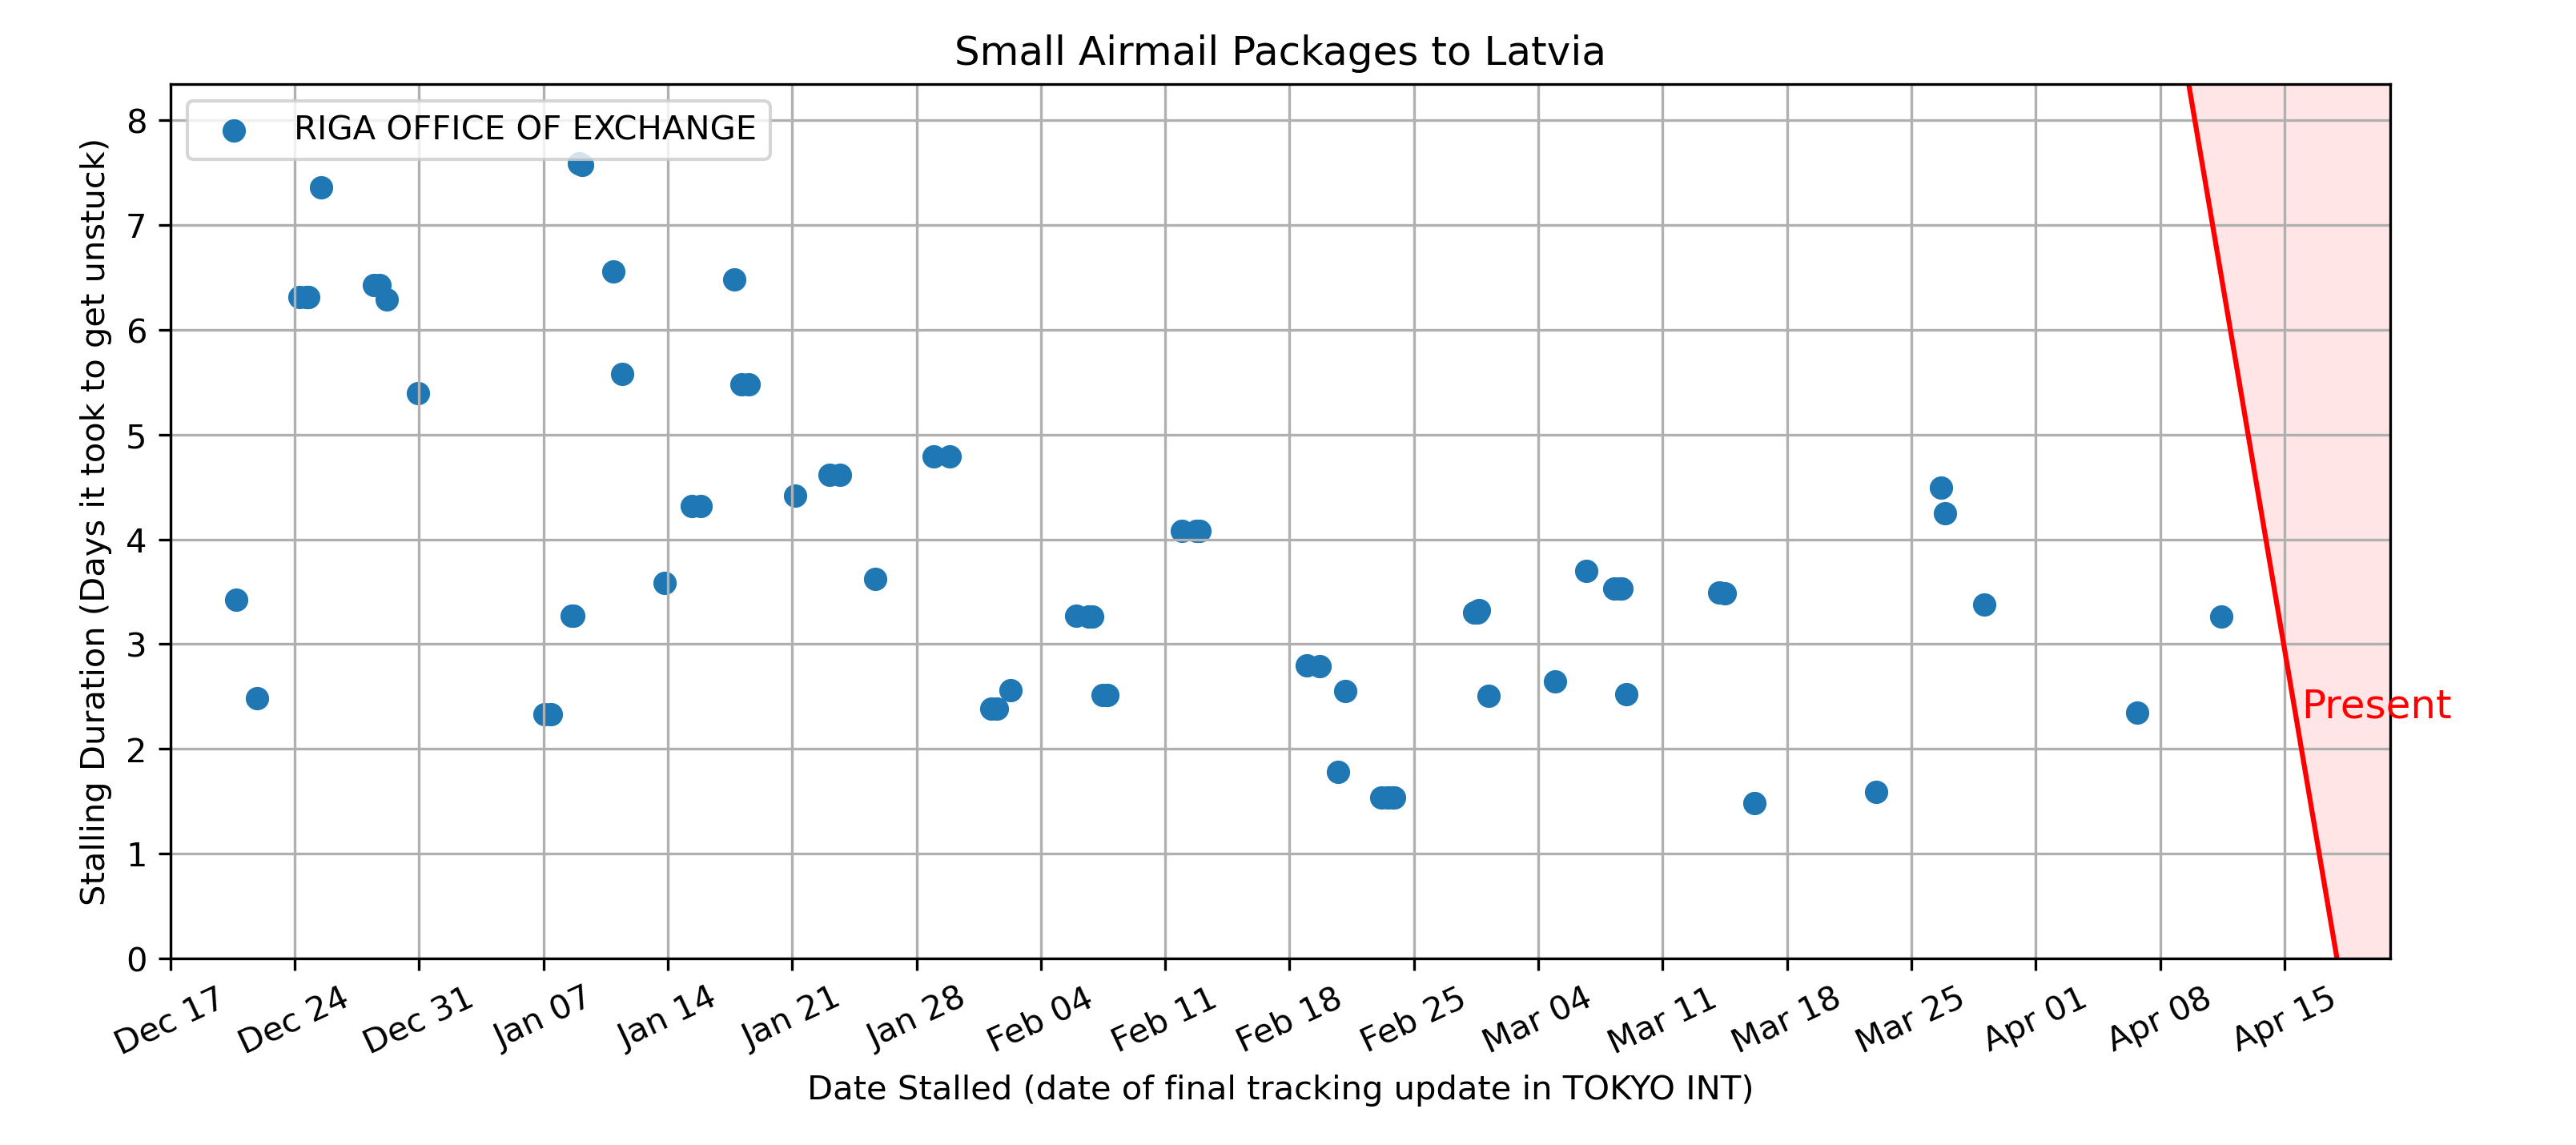 Small Airmail Packages to Latvia
RIGA OFFICE OF EXCHANGE
Stalling Duration (Days it took to get unstuck)
8
7
6
5
4
3
2
1
0
Present
Dec 17
Dec 24
Dec 31
Jan 07
Jan 14
Jan 21
Jan 28
Feb 04
Feb 11
Feb 18
Feb 25
Mar 04
Mar 11
Mar 18
Mar 25
Apr 01
Apr 08
Apr 15
Date Stalled (date of final tracking update in TOKYO INT)